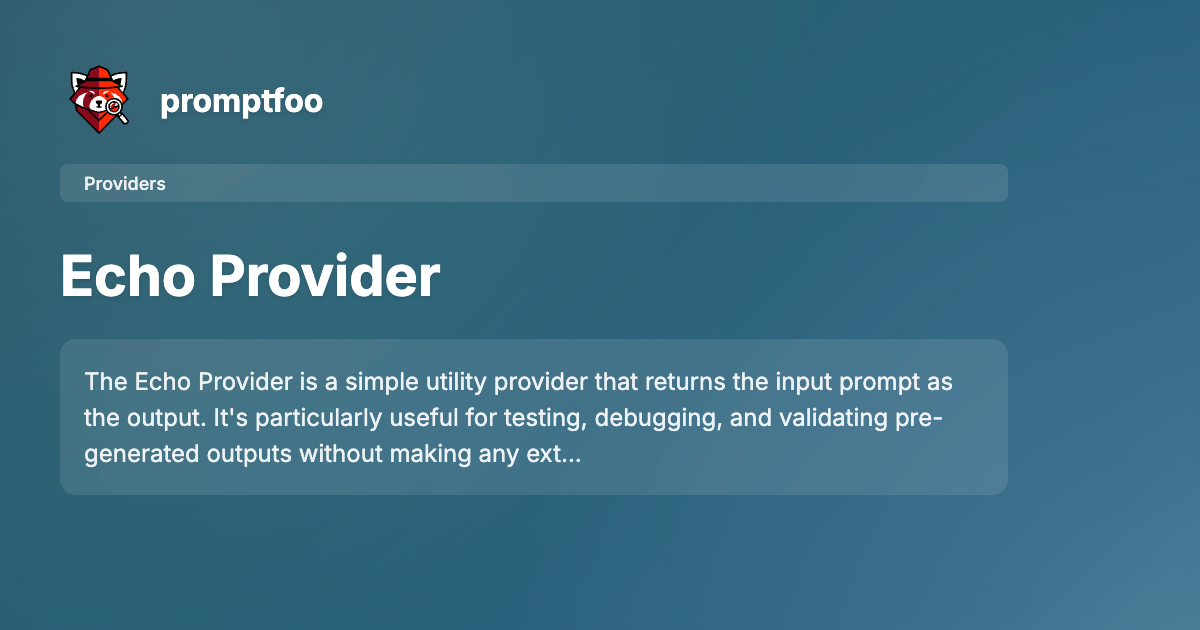 promptfoo
Providers
Echo Provider
The Echo Provider is a simple utility provider that returns the input prompt as
the output. It's particularly useful for testing, debugging, and validating pre-
generated outputs without making any ext...